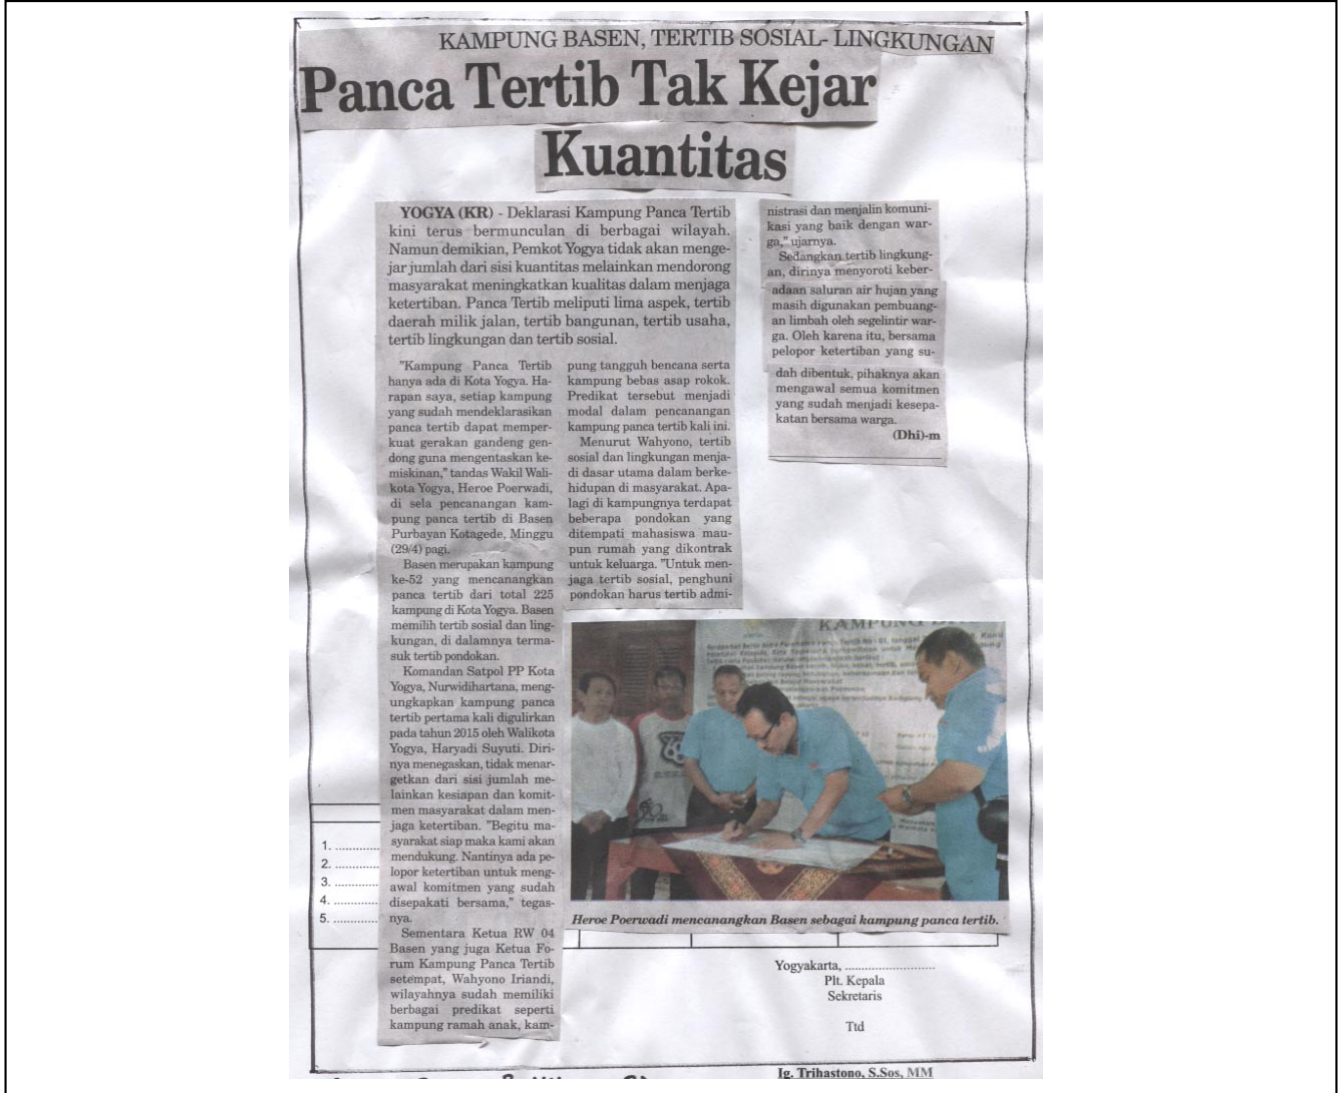 KAMPUNG BASEN, TERTIB SOSIAL- LINGKUNGAN
Panca Tertib Tak Kejar
Kuantitas
YOGYA (KR) - Deklarasi Kampung Panca Tertib
kini terus bermunculan di berbagai wilayah.
Namun demikian, Pemkot Yogya tidak akan menge-
jar jumlah dari sisi kuantitas melainkan mendorong
masyarakat meningkatkan kualitas dalam menjaga
ketertiban. Panca Tertib meliputi lima aspek, tertib
daerah milik jalan, tertib bangunan, tertib usaha,
tertib lingkungan dan tertib sosial.
"Kampung Panca Tertib
hanya ada di Kota Yogya. Ha-
rapan saya, setiap kampung
yang sudah mendeklarasikan
panca tertib dapat memper-
kuat gerakan gandeng gen-
dong guna mengentaskan ke-
miskinan," tandas Wakil Wali-
kota Yogya, Heroe Poerwadi,
di sela pencanangan kam-
pung panca tertib di Basen
Purbayan Kotagede, Minggu
(29/4) pagi.
Basen merupakan kampung
ke-52 yang mencanangkan
panca tertib dari total 225
kampung di Kota Yogya. Basen
memilih tertib sosial dan ling-
kungan, di dalamnya terma-
suk tertib pondokan.
Komandan Satpol PP Kota
Yogya, Nurwidihartana, meng-
ungkapkan kampung panca
tertib pertama kali digulirkan
pada tahun 2015 oleh Walikota
Yogya, Haryadi Suyuti. Diri-
nya menegaskan, tidak menar-
getkan dari sisi jumlah me-
lainkan kesiapan dan komit-
men masyarakat dalam men-
jaga ketertiban. "Begitu ma-
syarakat siap maka kami akan
mendukung. Nantinya ada pe-
lopor ketertiban untuk meng-
awal komitmen yang sudah
disepakati bersama," tegas-
nya.
Sementara Ketua RW 04
Basen yang juga Ketua Fo-
rum Kampung Panca Tertib
setempat, Wahyono Iriandi,
wilayahnya sudah memiliki
berbagai predikat seperti
kampung ramah anak, kam-
pung tangguh bencana serta
kampung bebas asap rokok.
Predikat tersebut menjadi
modal dalam pencanangan
kampung panca tertib kali ini.
Menurut Wahyono, tertib
sosial dan lingkungan menja-
di dasar utama dalam berke-
hidupan di masyarakat. Apa-
lagi di kampungnya terdapat
beberapa pondokan yang
ditempati mahasiswa mau-
pun rumah yang dikontrak
untuk keluarga. "Untuk men-
jaga tertib sosial, penghuni
pondokan harus tertib admi-
nistrasi dan menjalin komuni-
kasi yang baik dengan war-
ga," ujarnya.
Sedangkan tertib lingkung-
an, dirinya menyoroti keber-
adaan saluran air hujan yang
masih digunakan pembuang-
an limbah oleh segelintir war-
ga. Oleh karena itu, bersama
pelopor ketertiban yang su-
dah dibentuk, pihaknya akan
mengawal semua komitmen
yang sudah menjadi kesepa-
katan bersama warga.
(Dhi)-m
KAMPUNG
Heroe Poerwadi mencanangkan Basen sebagai kampung panca tertib.
1. ..............
2. ..............
3. ..............
4. ..............
5. ..............
Yogyakarta, ..........................
Plt. Kepala
Sekretaris
Ttd
Ig. Trihastono, S.Sos, MM